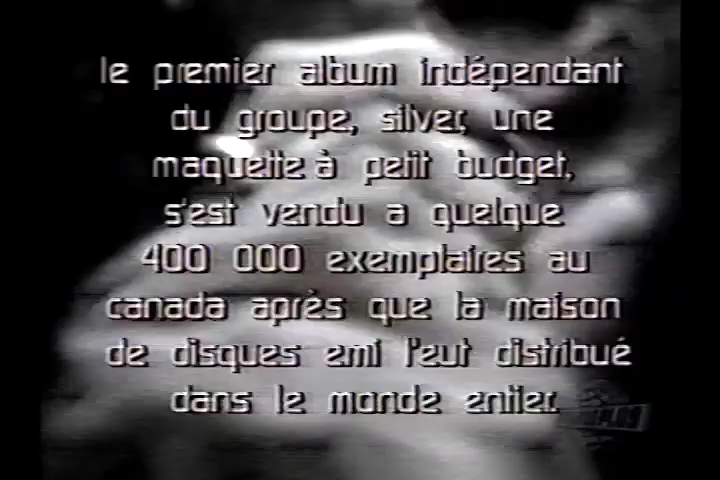 le premier album indépendant
du groupe, silver, une
maquette à petit budget,
s'est vendu a quelque
400 000 exemplaires au
canada après que la maison
de disques emi l'eut distribué
dans le monde entier.